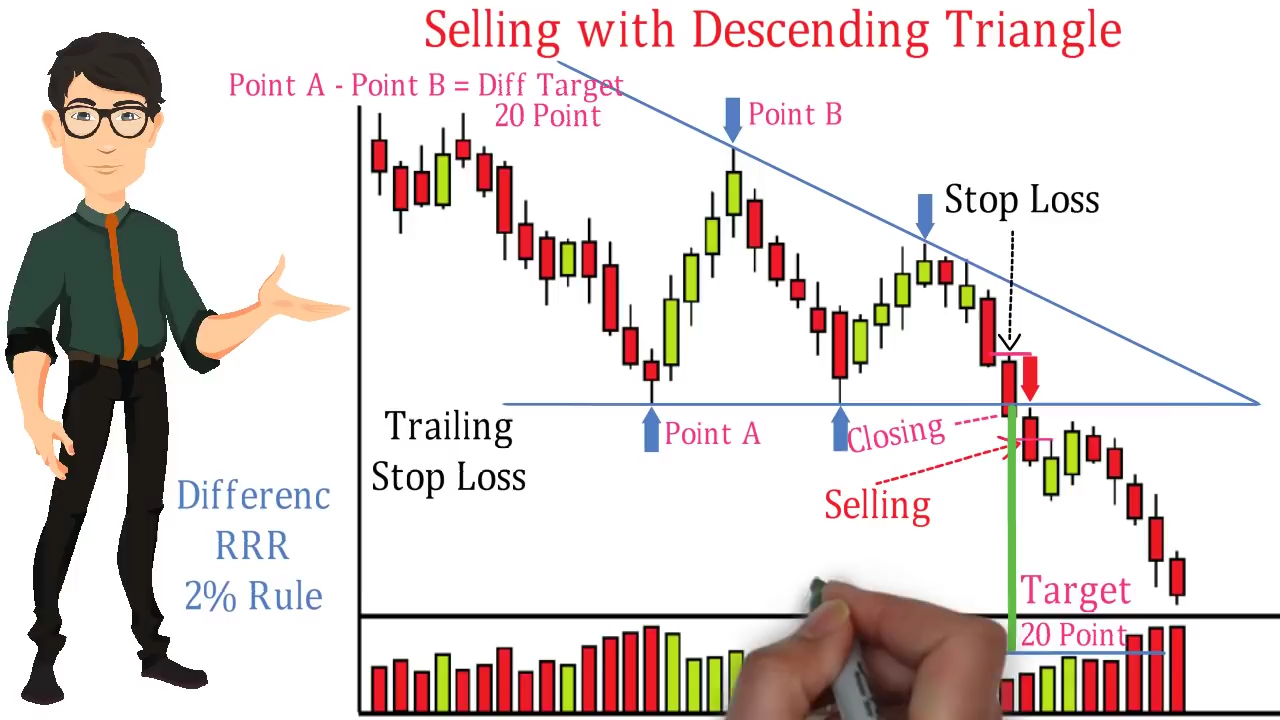 Selling with Descending Triangle
Point A - Point B = Diff Target
20 Point
Point B
Stop Loss
Trailing
Stop Loss
Point A
Closing
Selling
Differenc
RRR
2% Rule
Target
20 Point